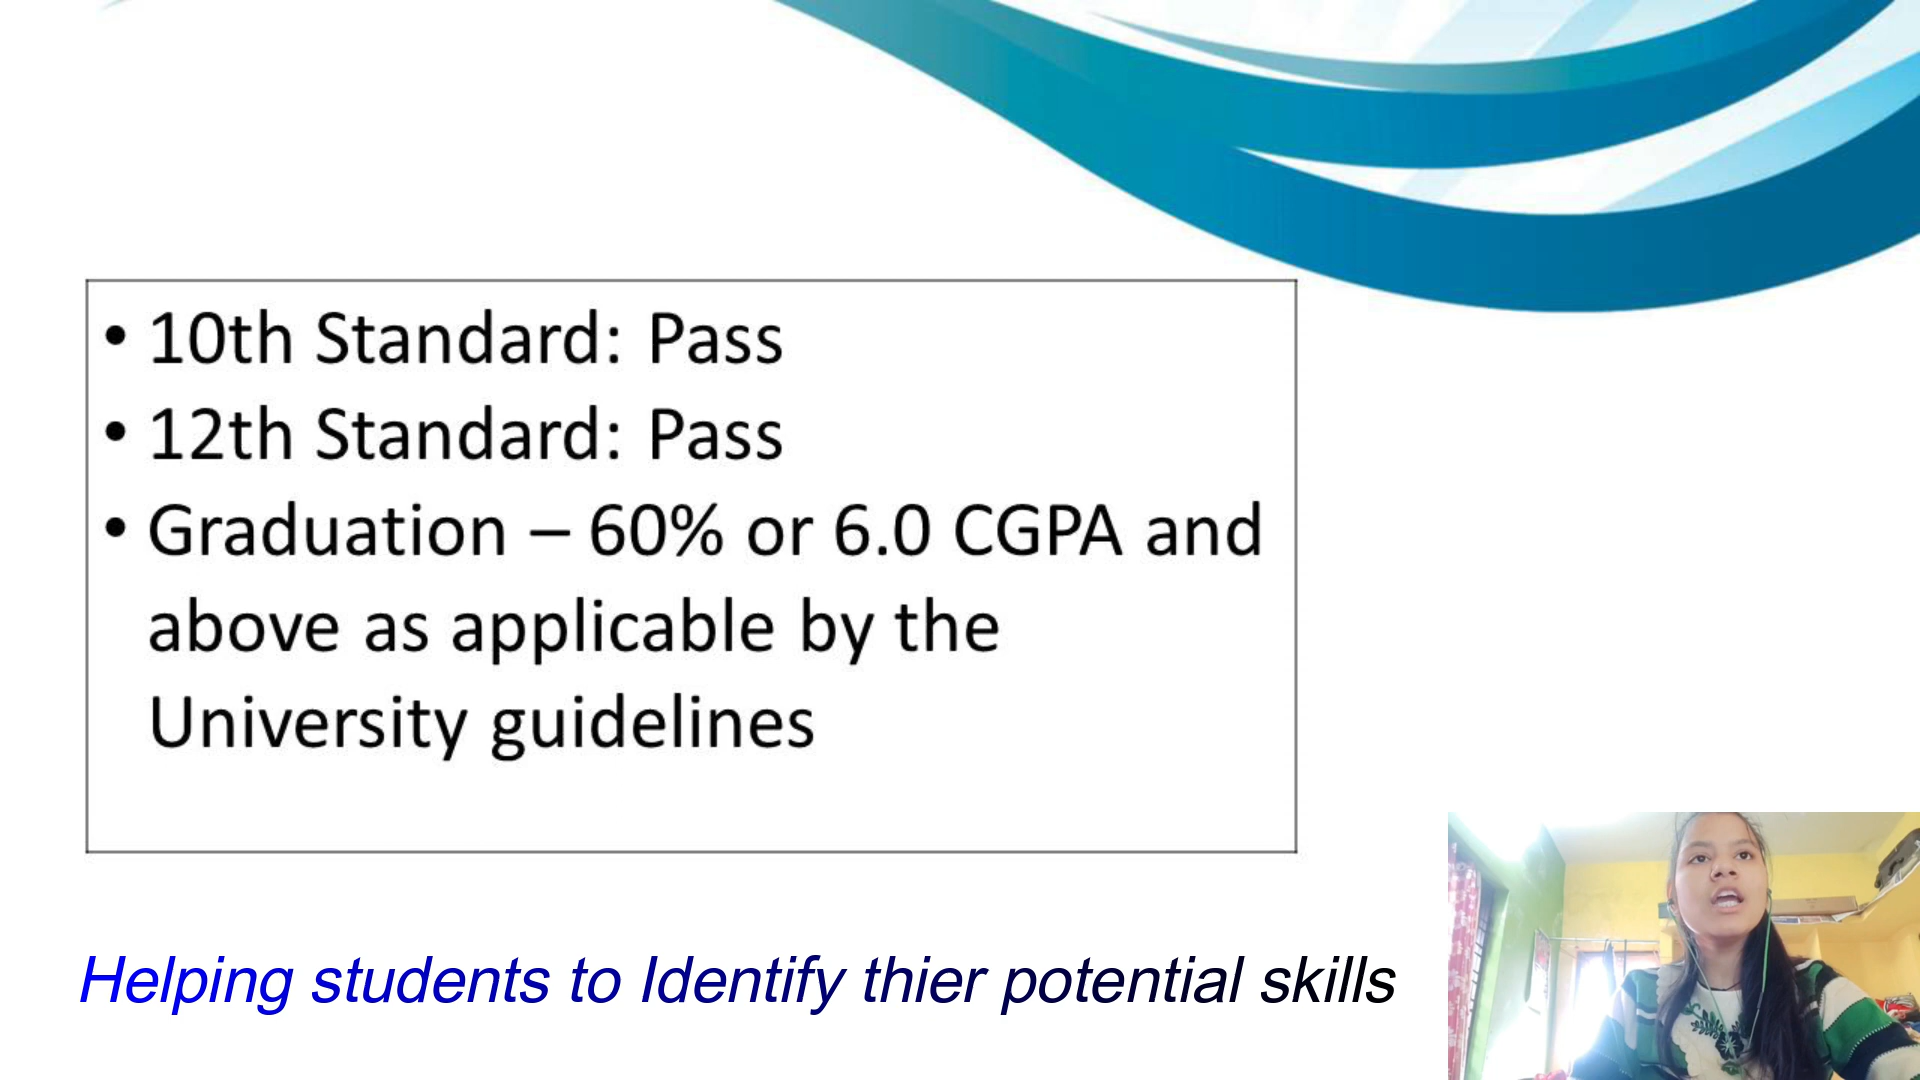 • 10th Standard: Pass
• 12th Standard: Pass
• Graduation – 60% or 6.0 CGPA and
above as applicable by the
University guidelines
Helping students to Identify thier potential skills